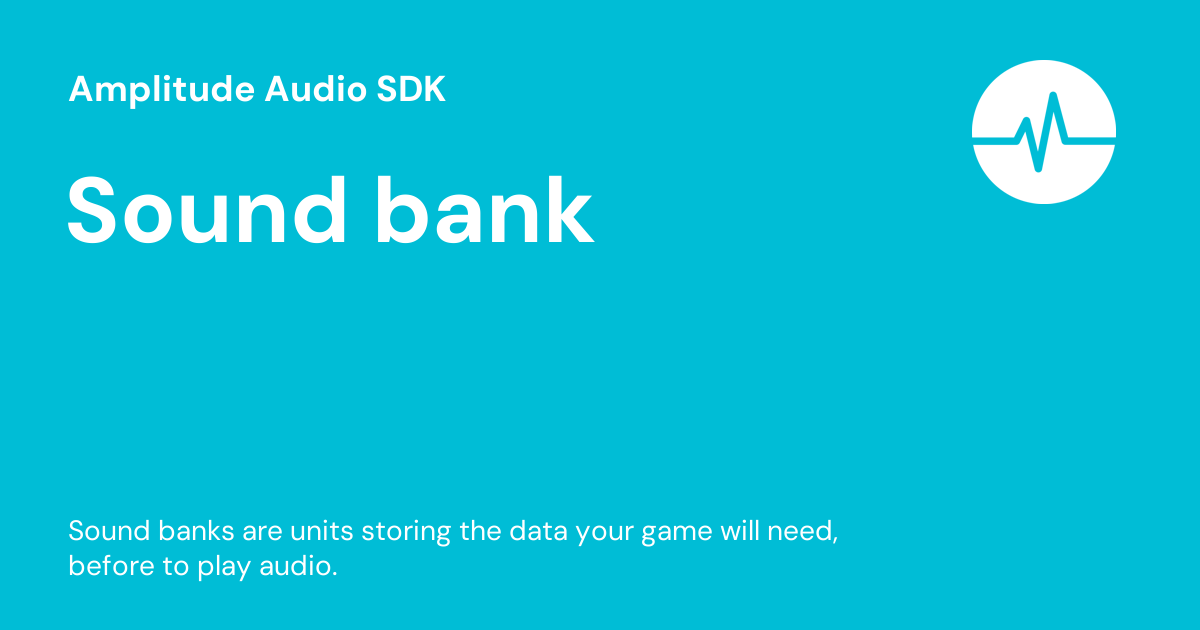 Amplitude Audio SDK
Sound bank
Sound banks are units storing the data your game will need,
before to play audio.